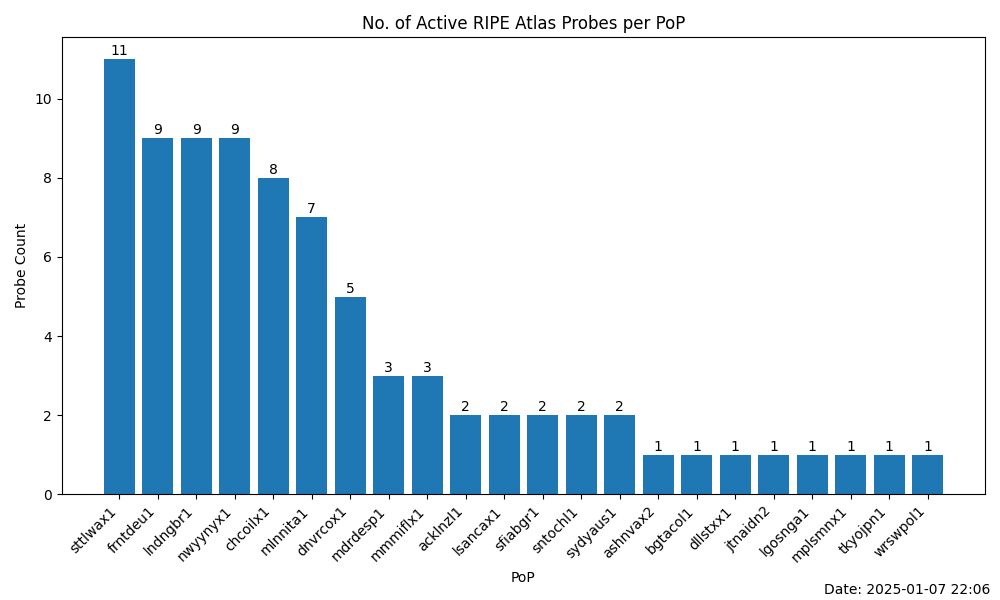 No. of Active RIPE Atlas Probes per PoP
11
9
9
9
8
7
5
3
3
2
2
2
2
2
1
1
1
1
1
1
1
1
Probe Count
10
8
6
4
2
0
sttlwax1
frntdeu1
lndngbr1
nwyynyx1
chcoilx1
mlnnita1
dnvrcox1
mdrdesp1
mmmiflx1
acklnzl1
lsancax1
sfiabgr1
sntochl1
sydyaus1
ashnvax2
bgtacol1
dllstxx1
jtnaidn2
lgosnga1
mplsmnx1
tkyojpn1
wrswpol1
PoP
Date: 2025-01-07 22:06